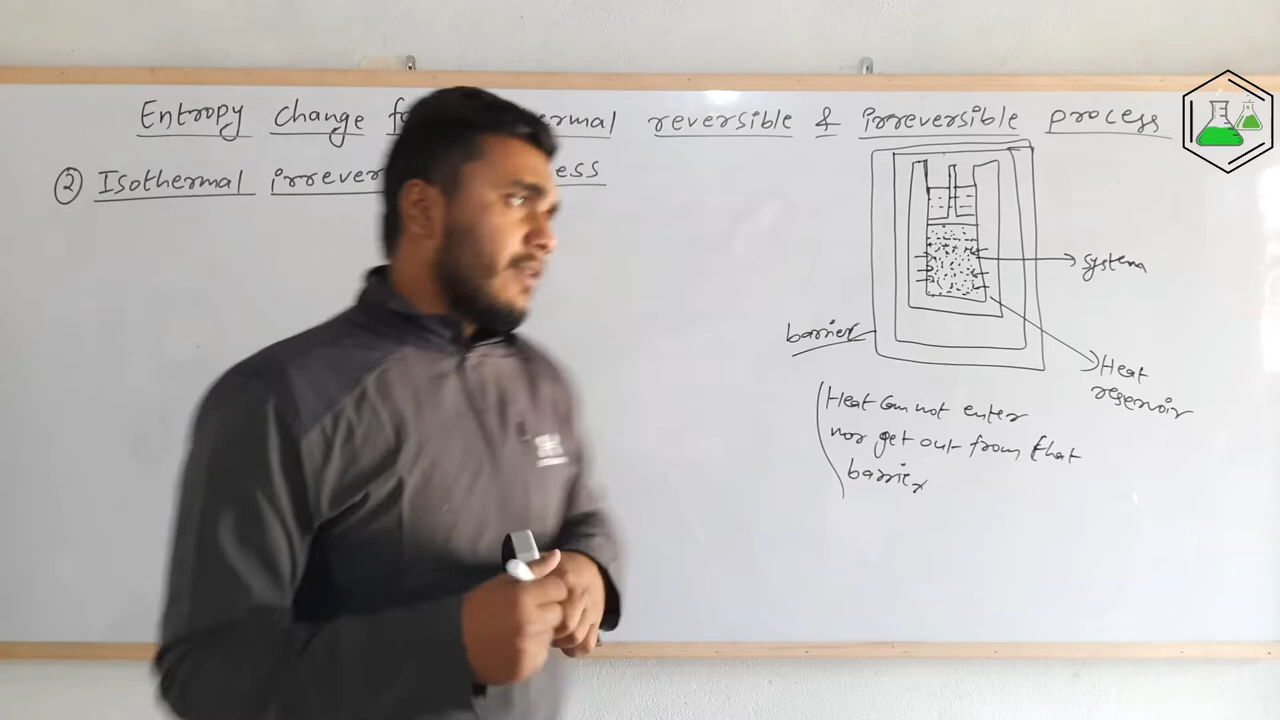 Entropy Change f ermal reversible & irreversible process
② Isothermal irrever ess
system
barrier
Heat
reservoir
Heat can not enter
nor get out from that
barrier